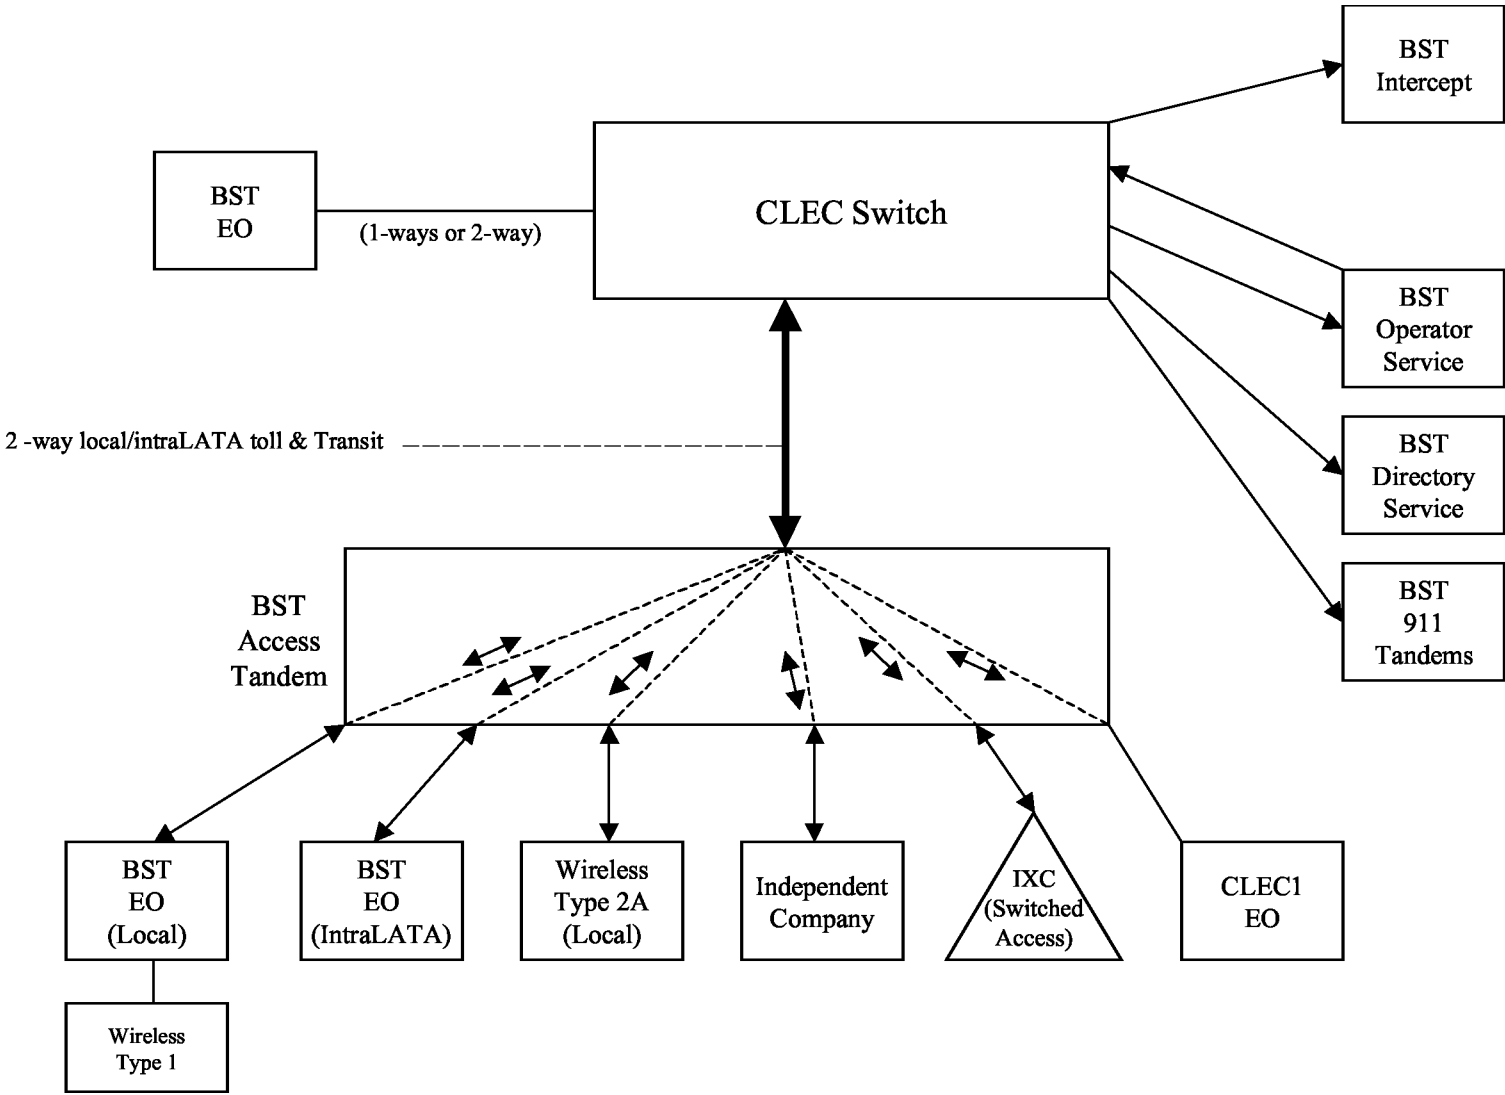 BST
Intercept
BST
EO
(1-ways or 2-way)
CLEC Switch
BST
Operator
Service
2 -way local/intraLATA toll & Transit
BST
Directory
Service
BST
911
Tandems
BST
Access
Tandem
BST
EO
(Local)
BST
EO
(IntraLATA)
Wireless
Type 2A
(Local)
Independent
Company
IXC
(Switched
Access)
CLEC1
EO
Wireless
Type 1